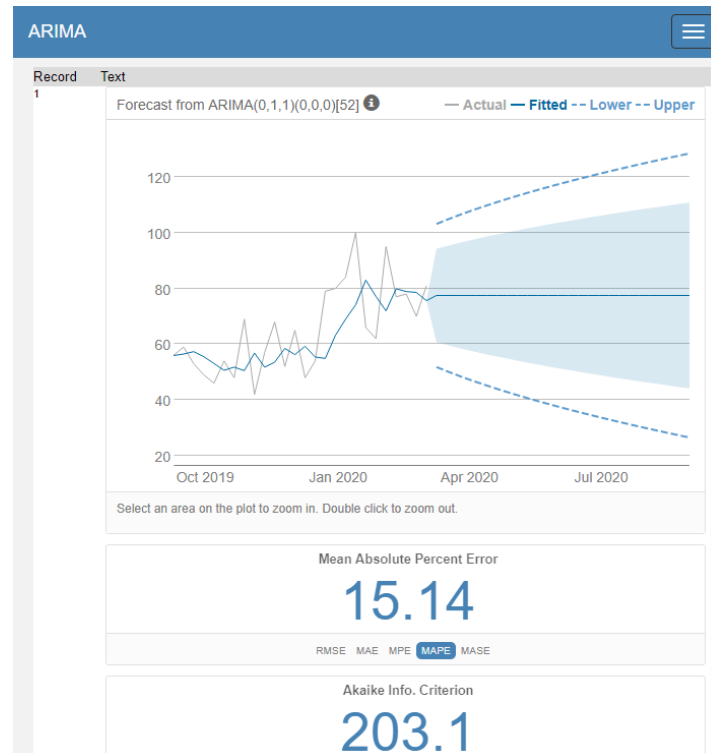 ARIMA
Record Text
1
Forecast from ARIMA(0,1,1)(0,0,0)[52] — Actual — Fitted -- Lower -- Upper
120
100
80
60
40
20
Oct 2019 Jan 2020 Apr 2020 Jul 2020
Select an area on the plot to zoom in. Double click to zoom out.
Mean Absolute Percent Error
15.14
RMSE MAE MPE MAPE MASE
Akaike Info. Criterion
203.1